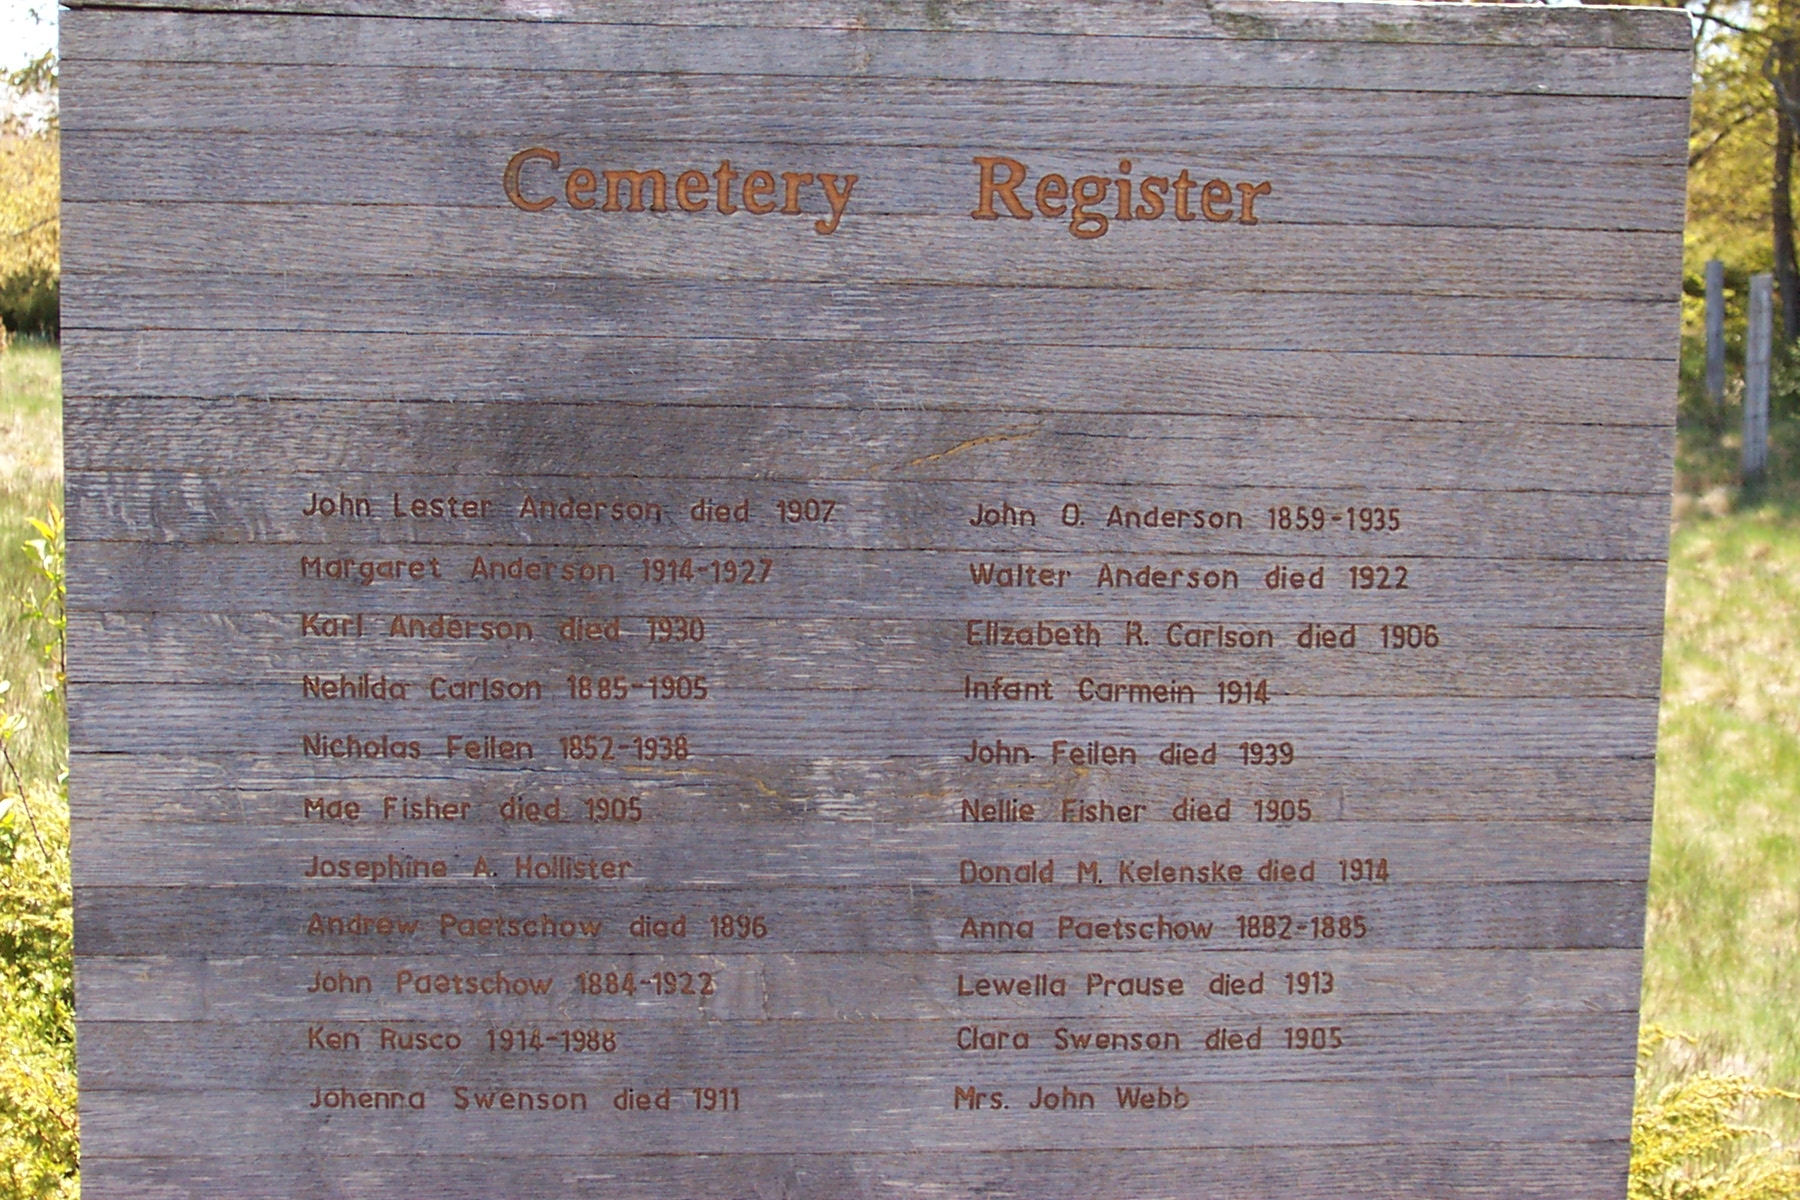 Cemetery Register
John Lester Anderson died 1907
Margaret Anderson 1914-1927
Karl Anderson died 1930
Nehilda Carlson 1885-1905
Nicholas Feilen 1852-1938
Mae Fisher died 1905
Josephine A. Hollister
Andrew Paetschow died 1896
John Paetschow 1884-1922
Ken Rusco 1914-1988
Johenna Swenson died 1911
John O. Anderson 1859-1935
Walter Anderson died 1922
Elizabeth R. Carlson died 1906
Infant Carmein 1914
John Feilen died 1939
Nellie Fisher died 1905
Donald M. Kelenske died 1914
Anna Paetschow 1882-1885
Lewella Prause died 1913
Clara Swenson died 1905
Mrs. John Webb